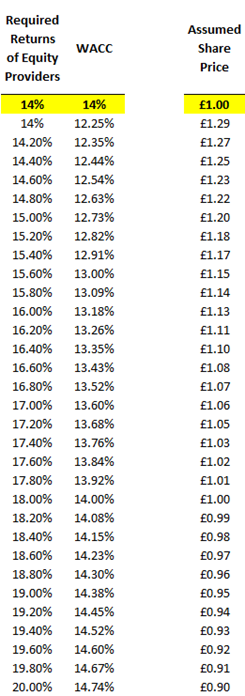 Required
Returns
of Equity
Providers
WACC
Assumed
Share
Price
14% 14% £1.00
14% 12.25% £1.29
14.20% 12.35% £1.27
14.40% 12.44% £1.25
14.60% 12.54% £1.23
14.80% 12.63% £1.22
15.00% 12.73% £1.20
15.20% 12.82% £1.18
15.40% 12.91% £1.17
15.60% 13.00% £1.15
15.80% 13.09% £1.14
16.00% 13.18% £1.13
16.20% 13.26% £1.11
16.40% 13.35% £1.10
16.60% 13.43% £1.08
16.80% 13.52% £1.07
17.00% 13.60% £1.06
17.20% 13.68% £1.05
17.40% 13.76% £1.03
17.60% 13.84% £1.02
17.80% 13.92% £1.01
18.00% 14.00% £1.00
18.20% 14.08% £0.99
18.40% 14.15% £0.98
18.60% 14.23% £0.97
18.80% 14.30% £0.96
19.00% 14.38% £0.95
19.20% 14.45% £0.94
19.40% 14.52% £0.93
19.60% 14.60% £0.92
19.80% 14.67% £0.91
20.00% 14.74% £0.90